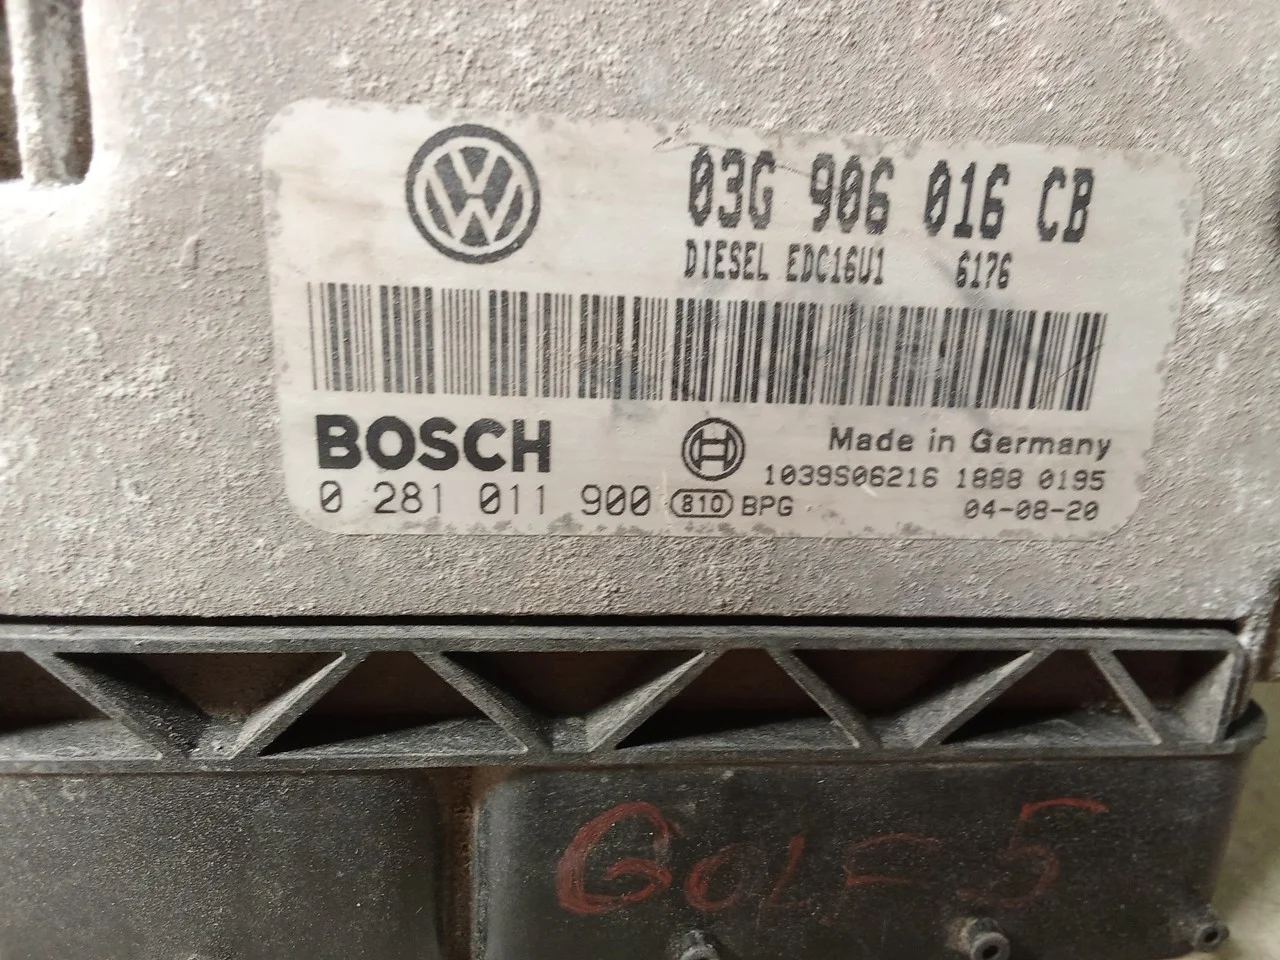 03G 906 016 CB
DIESEL EDC16U1 6176
BOSCH
Made in Germany
1039S06216 1888 0195
0 281 011 900 810 BPG 04-08-20
GOLF 5